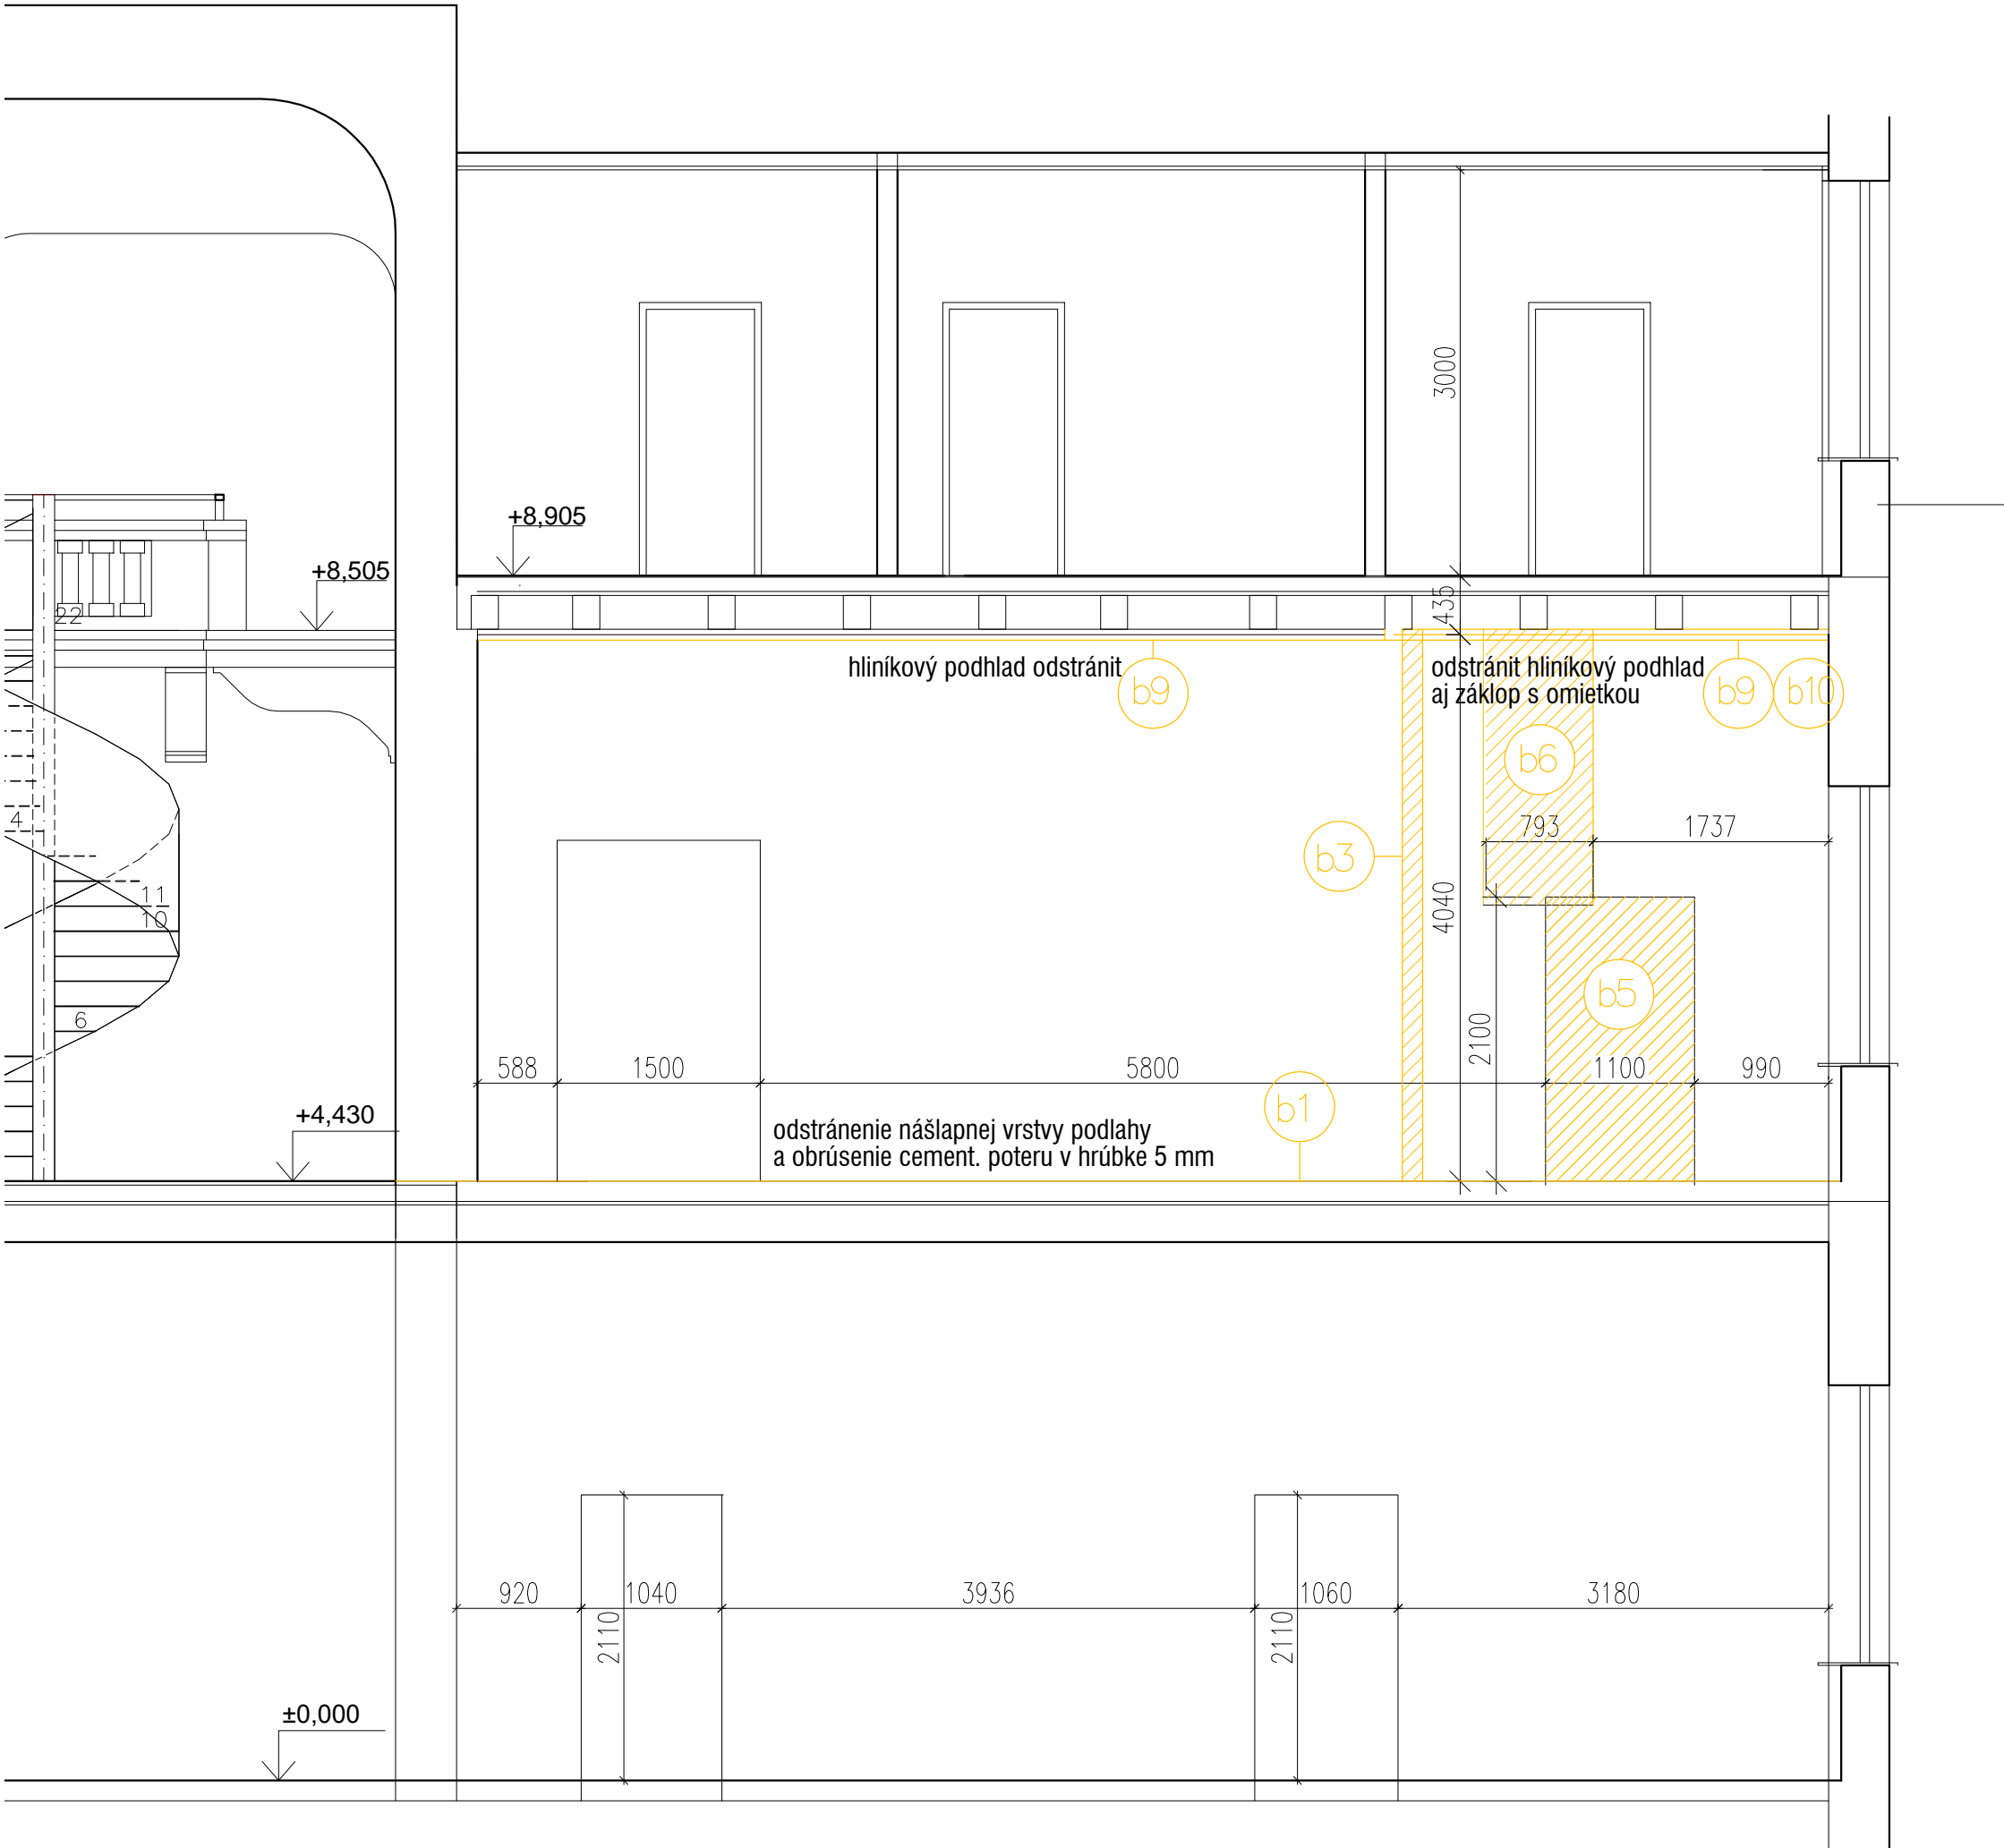 3000
+8,905
+8,505
22
435
hliníkový podhlad odstránit
b9
odstránit hliníkový podhlad
aj záklop s omietkou
b9
b10
b6
4
793
1737
b3
11
10
4040
b5
6
2100
588
1500
5800
1100
990
b1
+4,430
odstránenie nášlapnej vrstvy podlahy
a obrúsenie cement. poteru v hrúbke 5 mm
920
1040
3936
1060
3180
2110
2110
±0,000